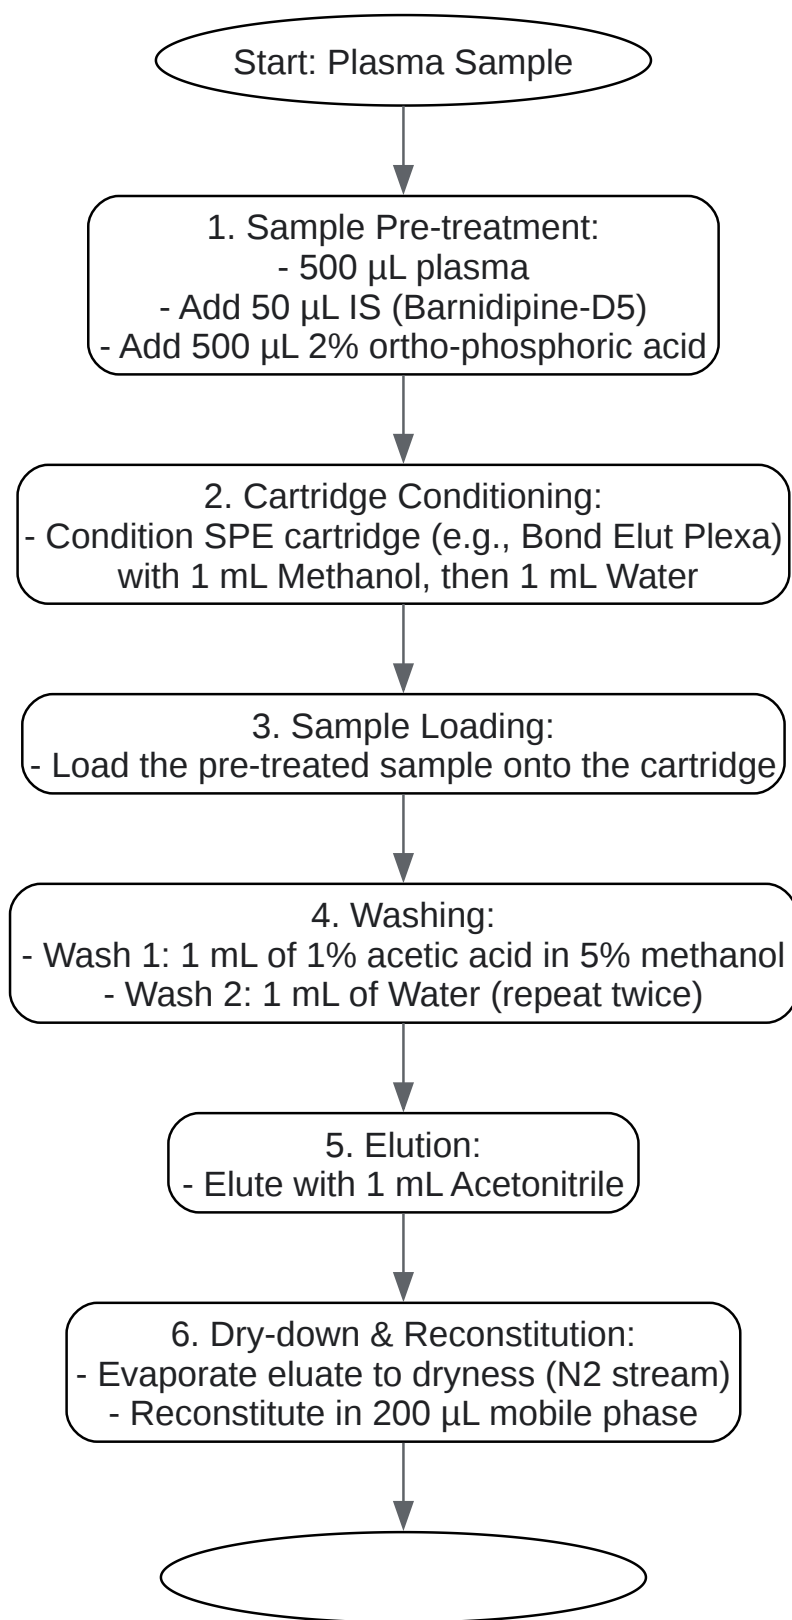 Start: Plasma Sample
1. Sample Pre-treatment:
- 500 µL plasma
- Add 50 µL IS (Barnidipine-D5)
- Add 500 µL 2% ortho-phosphoric acid
2. Cartridge Conditioning:
- Condition SPE cartridge (e.g., Bond Elut Plexa)
with 1 mL Methanol, then 1 mL Water
3. Sample Loading:
- Load the pre-treated sample onto the cartridge
4. Washing:
- Wash 1: 1 mL of 1% acetic acid in 5% methanol
- Wash 2: 1 mL of Water (repeat twice)
5. Elution:
- Elute with 1 mL Acetonitrile
6. Dry-down & Reconstitution:
- Evaporate eluate to dryness (N2 stream)
- Reconstitute in 200 µL mobile phase